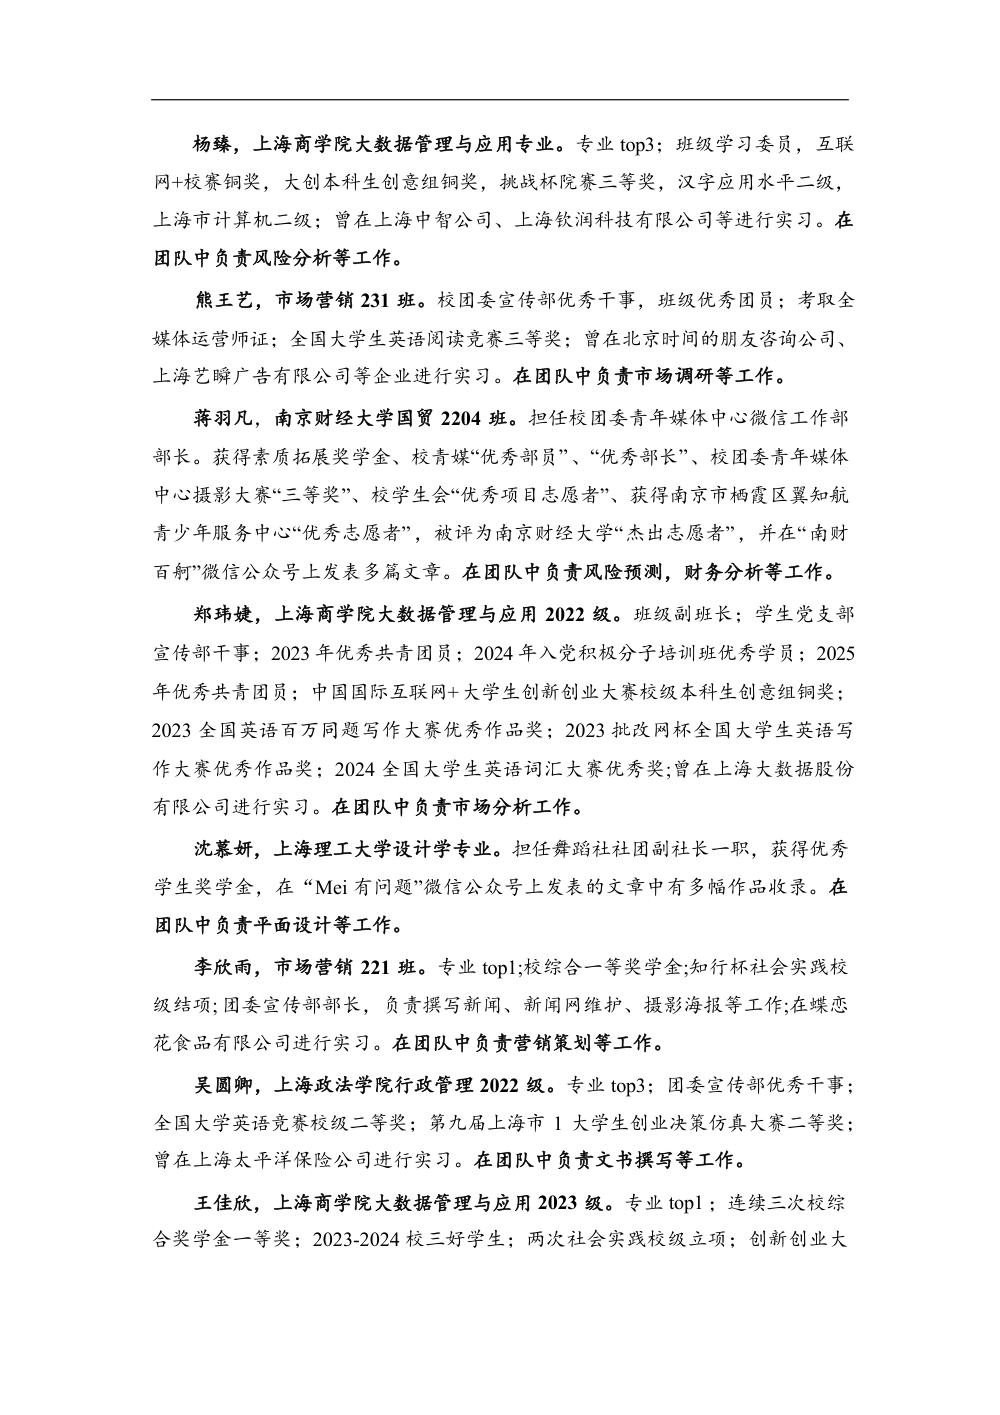 杨臻，上海商学院大数据管理与应用专业。专业 top3；班级学习委员，互联
网+校赛铜奖，大创本科生创意组铜奖，挑战杯院赛三等奖，汉字应用水平二级，
上海市计算机二级；曾在上海中智公司、上海钦润科技有限公司等进行实习。在
团队中负责风险分析等工作。
熊王艺，市场营销 231 班。校团委宣传部优秀干事，班级优秀团员；考取全
媒体运营师证；全国大学生英语阅读竞赛三等奖；曾在北京时间的朋友咨询公司、
上海艺瞬广告有限公司等企业进行实习。在团队中负责市场调研等工作。
蒋羽凡，南京财经大学国贸 2204 班。担任校团委青年媒体中心微信工作部
部长。获得素质拓展奖学金、校青媒“优秀部员”、“优秀部长”、校团委青年媒体
中心摄影大赛“三等奖”、校学生会“优秀项目志愿者”、获得南京市栖霞区翼知航
青少年服务中心“优秀志愿者”，被评为南京财经大学“杰出志愿者”，并在“南财
百舸”微信公众号上发表多篇文章。在团队中负责风险预测，财务分析等工作。
郑玮婕，上海商学院大数据管理与应用 2022 级。班级副班长；学生党支部
宣传部干事；2023 年优秀共青团员；2024 年入党积极分子培训班优秀学员；2025
年优秀共青团员；中国国际互联网+大学生创新创业大赛校级本科生创意组铜奖；
2023 全国英语百万同题写作大赛优秀作品奖；2023 批改网杯全国大学生英语写
作大赛优秀作品奖；2024 全国大学生英语词汇大赛优秀奖;曾在上海大数据股份
有限公司进行实习。在团队中负责市场分析工作。
沈慕妍，上海理工大学设计学专业。担任舞蹈社社团副社长一职，获得优秀
学生奖学金，在“Mei 有问题”微信公众号上发表的文章中有多幅作品收录。在
团队中负责平面设计等工作。
李欣雨，市场营销 221 班。专业 top1;校综合一等奖学金;知行杯社会实践校
级结项;团委宣传部部长，负责撰写新闻、新闻网维护、摄影海报等工作;在蝶恋
花食品有限公司进行实习。在团队中负责营销策划等工作。
吴圆卿，上海政法学院行政管理 2022 级。专业 top3；团委宣传部优秀干事；
全国大学英语竞赛校级二等奖；第九届上海市 1 大学生创业决策仿真大赛二等奖；
曾在上海太平洋保险公司进行实习。在团队中负责文书撰写等工作。
王佳欣，上海商学院大数据管理与应用 2023 级。专业 top1；连续三次校综
合奖学金一等奖；2023-2024 校三好学生；两次社会实践校级立项；创新创业大